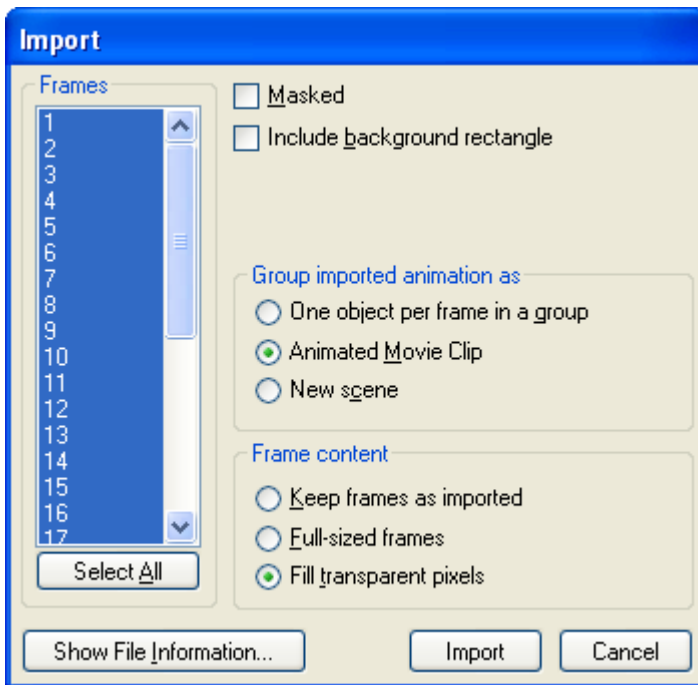 Import
Frames
1
2
3
4
5
6
7
8
9
10
11
12
13
14
15
16
17
Select All
Masked
Include background rectangle
Group imported animation as
One object per frame in a group
Animated Movie Clip
New scene
Frame content
Keep frames as imported
Full-sized frames
Fill transparent pixels
Show File Information...
Import
Cancel